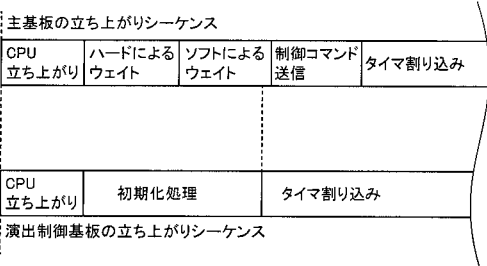 主基板の立ち上がりシーケンス
CPU
立ち上がり
ハードによる
ウェイト
ソフトによる
ウェイト
制御コマンド
送信
タイマ割り込み
CPU
立ち上がり
初期化処理
タイマ割り込み
演出制御基板の立ち上がりシーケンス